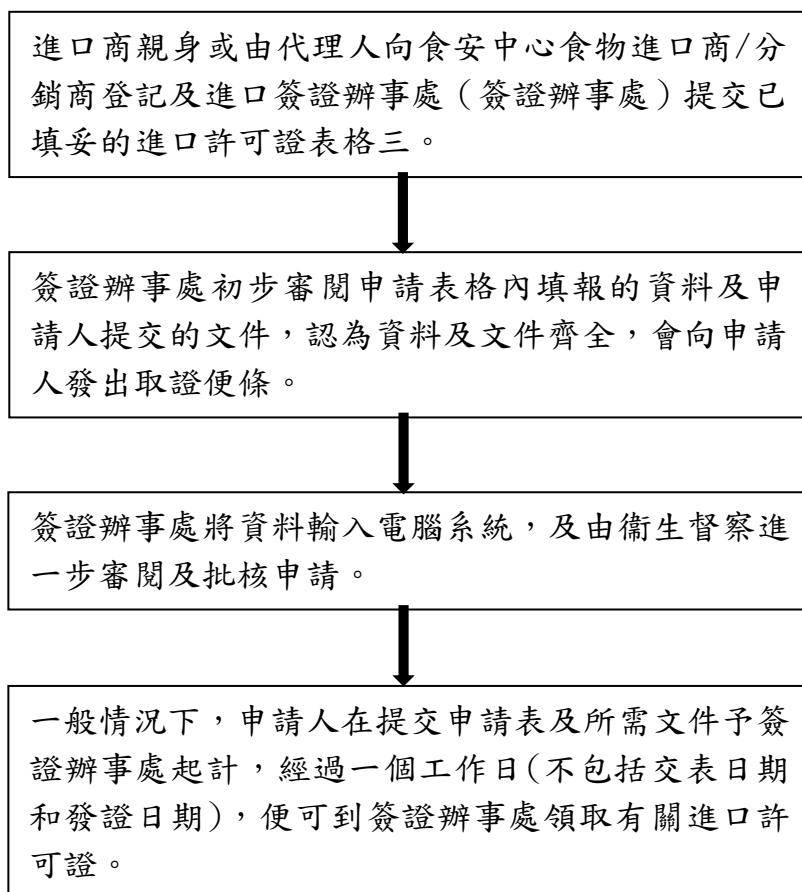 進口商親身或由代理人向食安中心食物進口商/分
銷商登記及進口簽證辦事處（簽證辦事處）提交已
填妥的進口許可證表格三。
簽證辦事處初步審閱申請表格內填報的資料及申
請人提交的文件，認為資料及文件齊全，會向申請
人發出取證便條。
簽證辦事處將資料輸入電腦系統，及由衞生督察進
一步審閱及批核申請。
一般情況下，申請人在提交申請表及所需文件予簽
證辦事處起計，經過一個工作日(不包括交表日期
和發證日期)，便可到簽證辦事處領取有關進口許
可證。